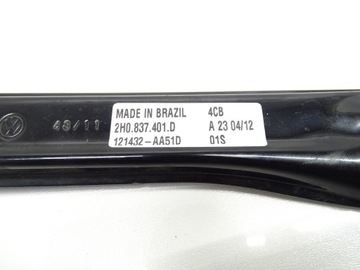 48/11
MADE IN BRAZIL 4CB
2H0.837.401.D A 23 04/12
121432-AA51D 01S